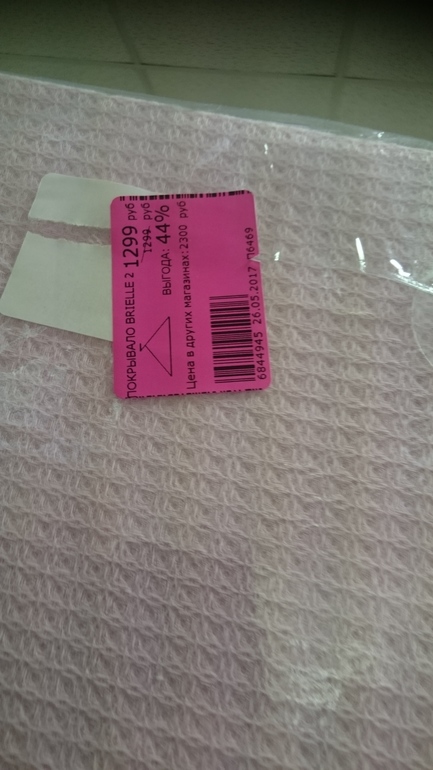 ПОКРЫВАЛО BRIELLE 2
1299 руб
1299 руб
ВЫГОДА: 44%
Цена в других магазинах: 2300 руб
6844945 26.05.2017 76469